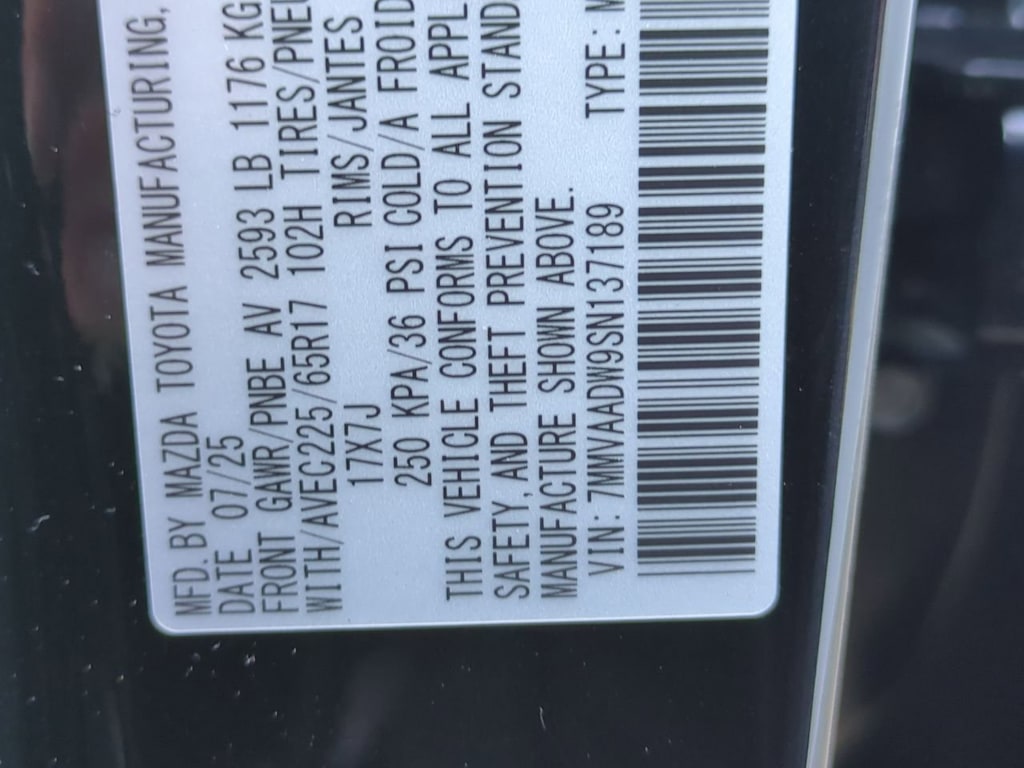 MFD. BY MAZDA TOYOTA MANUFACTURING,
DATE 07/25
FRONT GAWR/PNBE AV 2593 LB 1176 KG
WITH/AVEC225/65R17 102H TIRES/PNEU
17X7J RIMS/JANTES
250 KPA/36 PSI COLD/A FROID
THIS VEHICLE CONFORMS TO ALL APPL
SAFETY, AND THEFT PREVENTION STAND
MANUFACTURE SHOWN ABOVE.
VIN: 7MMVAADW9SN137189 TYPE: M